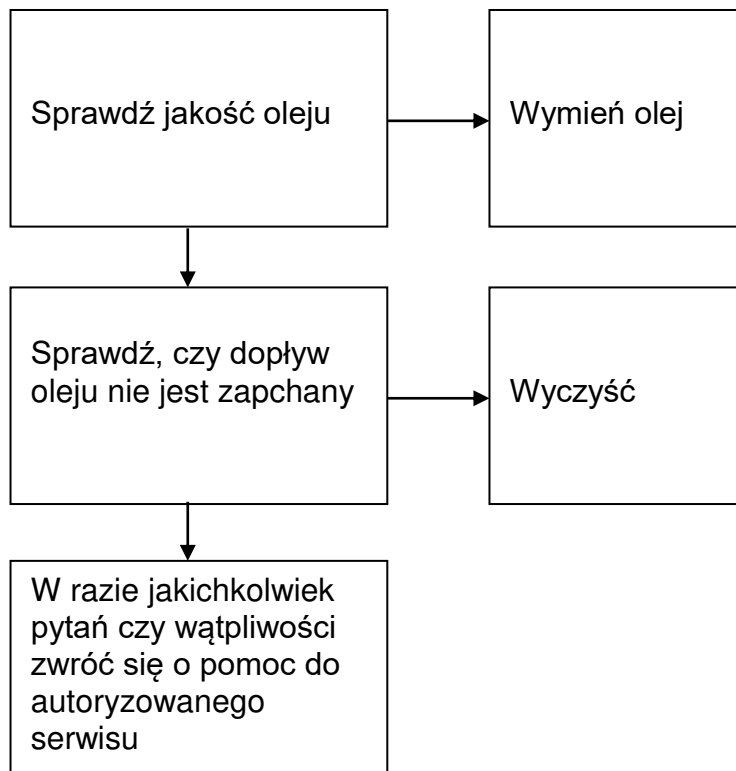 Sprawdź jakość oleju
Wymień olej
Sprawdź, czy dopływ
oleju nie jest zapchany
Wyczyść
W razie jakichkolwiek
pytań czy wątpliwości
zwróć się o pomoc do
autoryzowanego
serwisu